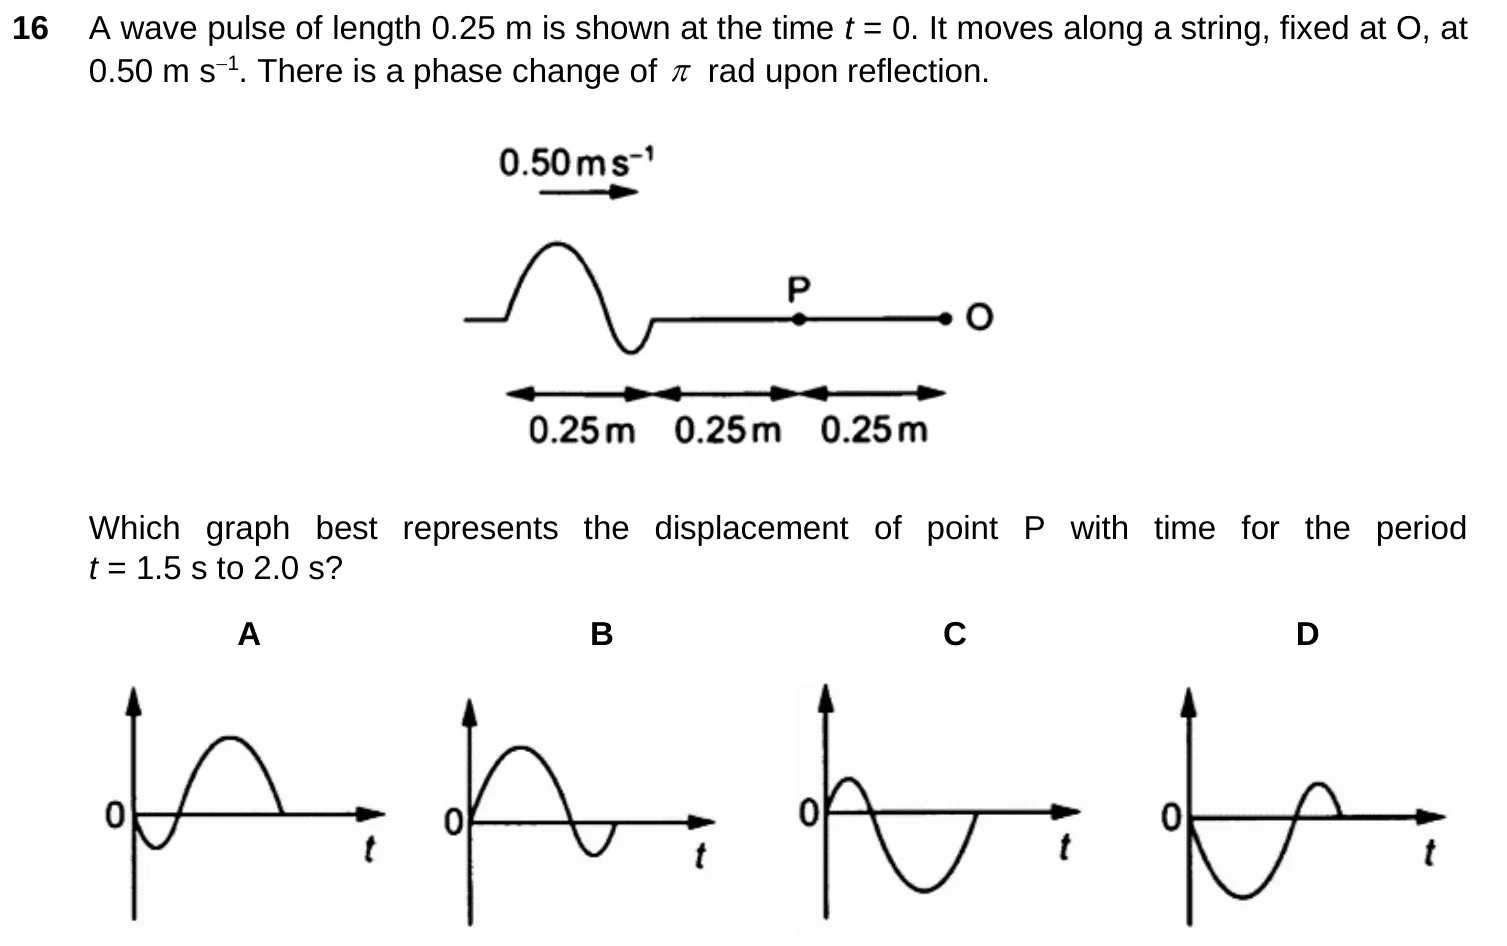 16 A wave pulse of length 0.25 m is shown at the time t = 0. It moves along a string, fixed at O, at
0.50 m s⁻¹. There is a phase change of π rad upon reflection.
0.50 m s⁻¹
P
O
0.25 m 0.25 m 0.25 m
Which graph best represents the displacement of point P with time for the period
t = 1.5 s to 2.0 s?
A B C D
0 0 0 0
t t t t